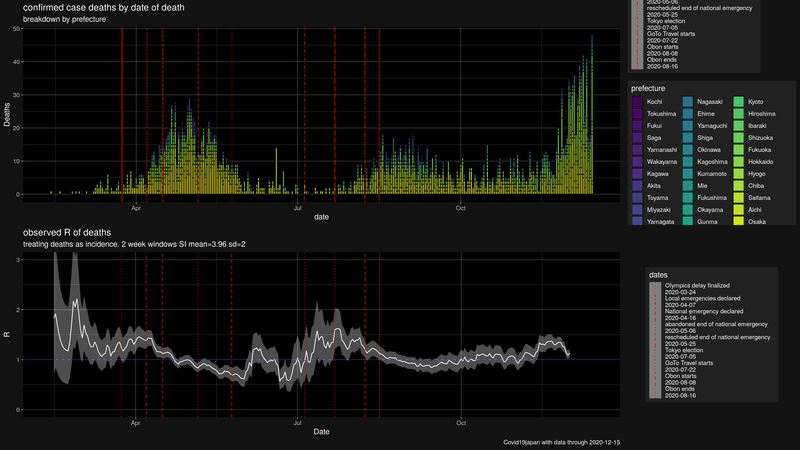 confirmed case deaths by date of death
breakdown by prefecture
50
40
30
20
10
0
Deaths
Apr
Jul
Oct
date
2020-05-06
rescheduled end of national emergency
2020-05-25
Tokyo election
2020-07-05
GoTo Travel starts
2020-07-22
Obon starts
2020-08-08
Obon ends
2020-08-16
prefecture
Kochi Nagasaki Kyoto
Tokushima Ehime Hiroshima
Fukui Yamaguchi Ibaraki
Saga Shiga Shizuoka
Yamanashi Okinawa Fukuoka
Wakayama Kagoshima Hokkaido
Kagawa Kumamoto Hyogo
Akita Mie Chiba
Toyama Fukushima Saitama
Miyazaki Okayama Aichi
Yamagata Gunma Osaka
observed R of deaths
treating deaths as incidence. 2 week windows SI mean=3.96 sd=2
3
2
1
0
R
Apr
Jul
Oct
Date
dates
Olympics delay finalized
2020-03-24
Local emergencies declared
2020-04-07
National emergency declared
2020-04-16
abandoned end of national emergency
2020-05-06
rescheduled end of national emergency
2020-05-25
Tokyo election
2020-07-05
GoTo Travel starts
2020-07-22
Obon starts
2020-08-08
Obon ends
2020-08-16
Covid19japan with data through 2020-12-15